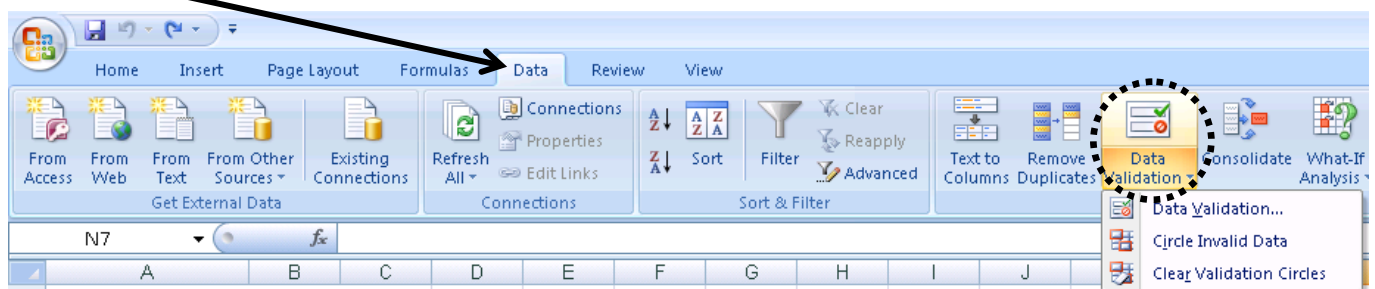 Home Insert Page Layout Formulas Data Review View
From Access
From Web
From Text
From Other Sources
Existing Connections
Get External Data
Refresh All
Connections
Properties
Edit Links
Connections
A Z
Z A
A Z
Z A
Sort
Filter
Clear
Reapply
Advanced
Sort & Filter
Text to Columns
Remove Duplicates
Data Validation
Consolidate
What-If Analysis
Data Validation...
Circle Invalid Data
Clear Validation Circles
N7 fx
A B C D E F G H I J